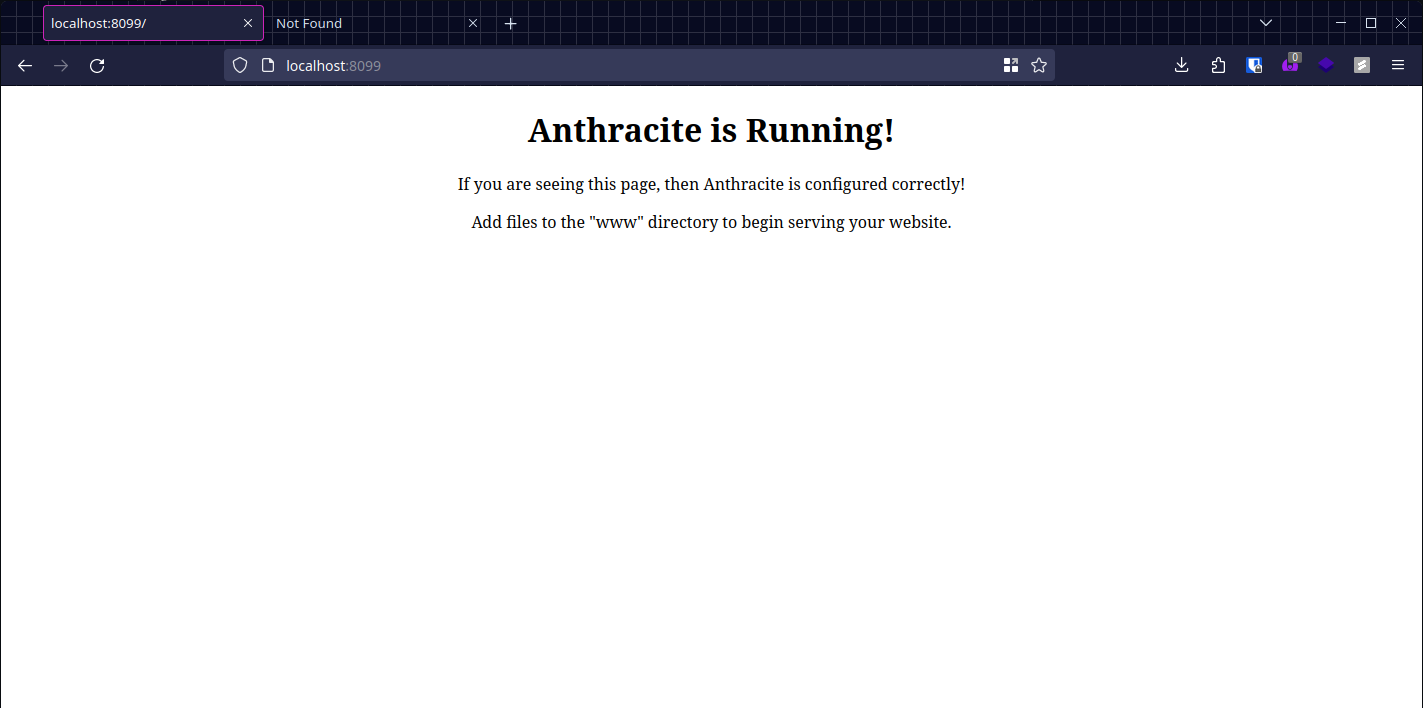 localhost:8099/
Not Found
localhost:8099
0
Anthracite is Running!
If you are seeing this page, then Anthracite is configured correctly!
Add files to the "www" directory to begin serving your website.